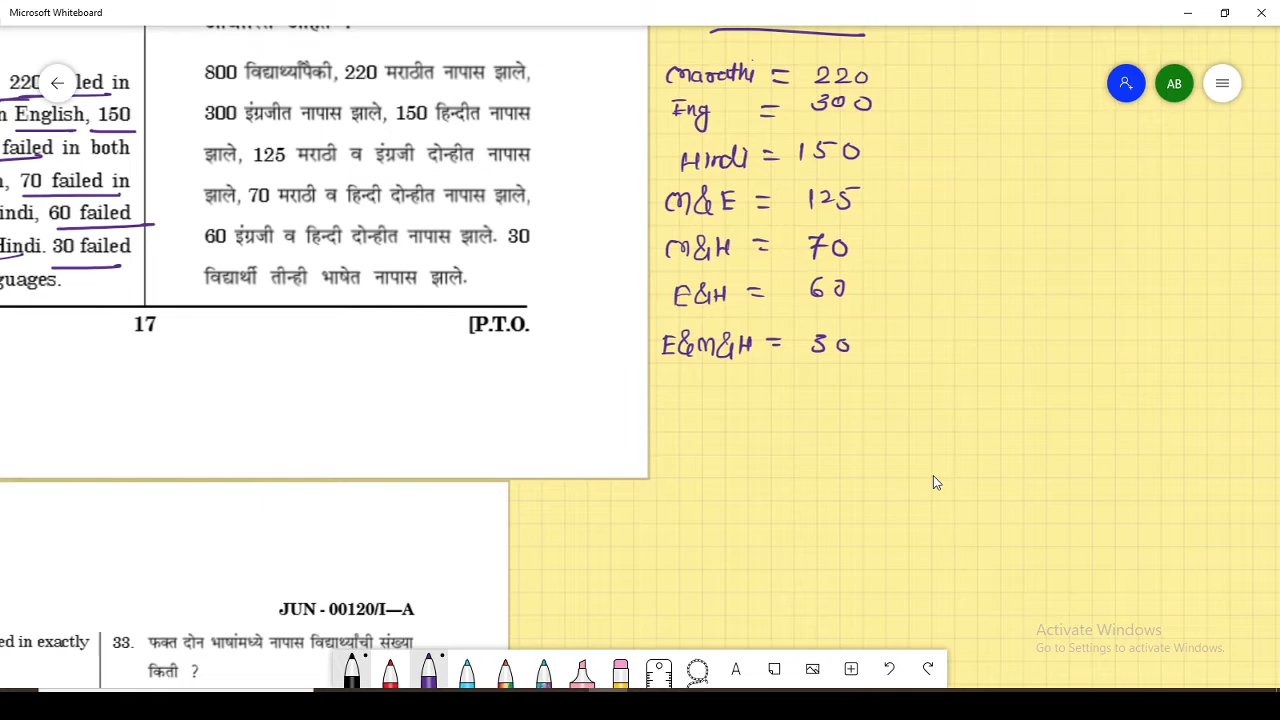 Microsoft Whiteboard
220 led in
n English, 150
failed in both
, 70 failed in
indi, 60 failed
Hindi. 30 failed
guages.
800 विद्यार्थ्यांपैकी, 220 मराठीत नापास झाले,
300 इंग्रजीत नापास झाले, 150 हिन्दीत नापास
झाले, 125 मराठी व इंग्रजी दोन्हीत नापास
झाले, 70 मराठी व हिन्दी दोन्हीत नापास झाले,
60 इंग्रजी व हिन्दी दोन्हीत नापास झाले. 30
विद्यार्थी तीन्ही भाषेत नापास झाले.
17
[P.T.O.
Marathi = 220
Eng = 300
Hindi = 150
M&E = 125
M&H = 70
E&H = 60
E&M&H = 30
AB
JUN - 00120/I—A
ed in exactly
33. फक्त दोन भाषांमध्ये नापास विद्यार्थ्यांची संख्या
किती ?
A
Activate Windows
Go to Settings to activate Windows.